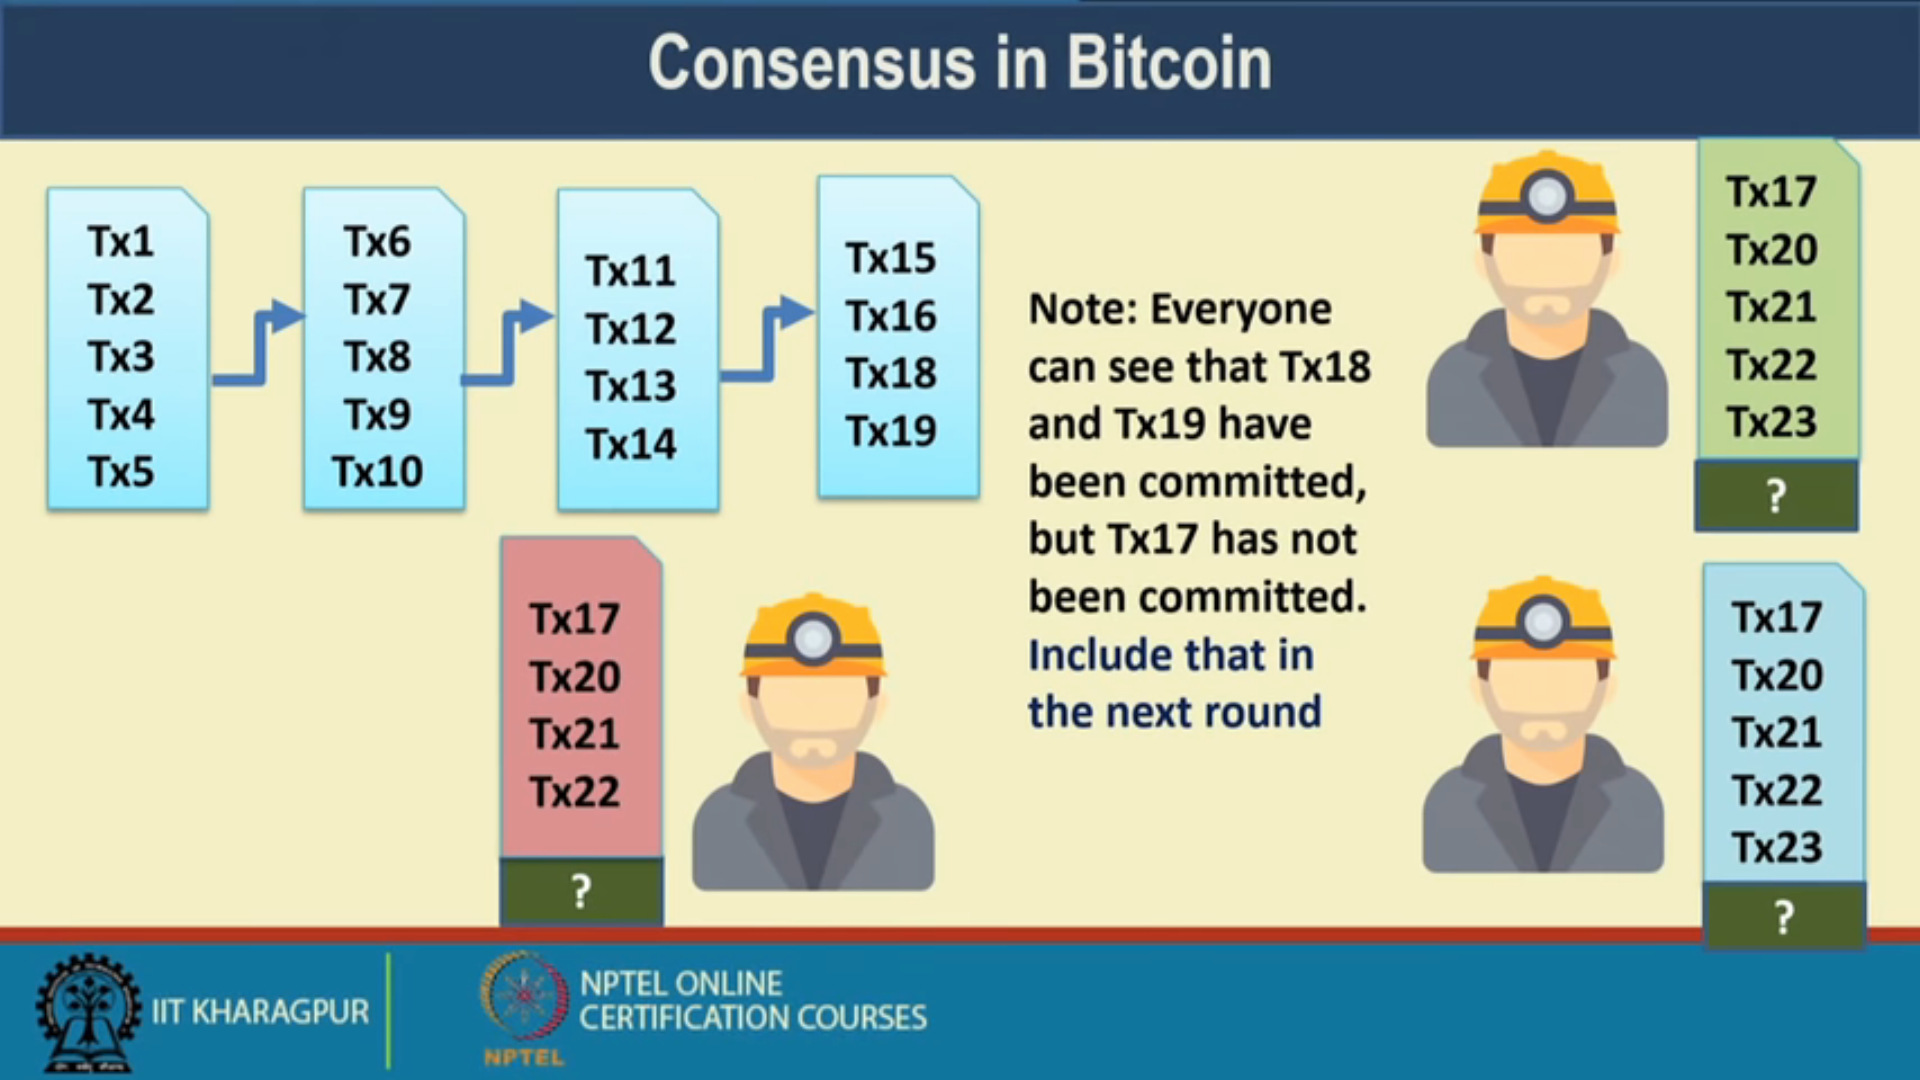 Consensus in Bitcoin
Tx1
Tx2
Tx3
Tx4
Tx5
Tx6
Tx7
Tx8
Tx9
Tx10
Tx11
Tx12
Tx13
Tx14
Tx15
Tx16
Tx18
Tx19
Note: Everyone
can see that Tx18
and Tx19 have
been committed,
but Tx17 has not
been committed.
Include that in
the next round
Tx17
Tx20
Tx21
Tx22
Tx23
?
Tx17
Tx20
Tx21
Tx22
?
Tx17
Tx20
Tx21
Tx22
Tx23
?
IIT KHARAGPUR
NPTEL ONLINE
CERTIFICATION COURSES
NPTEL